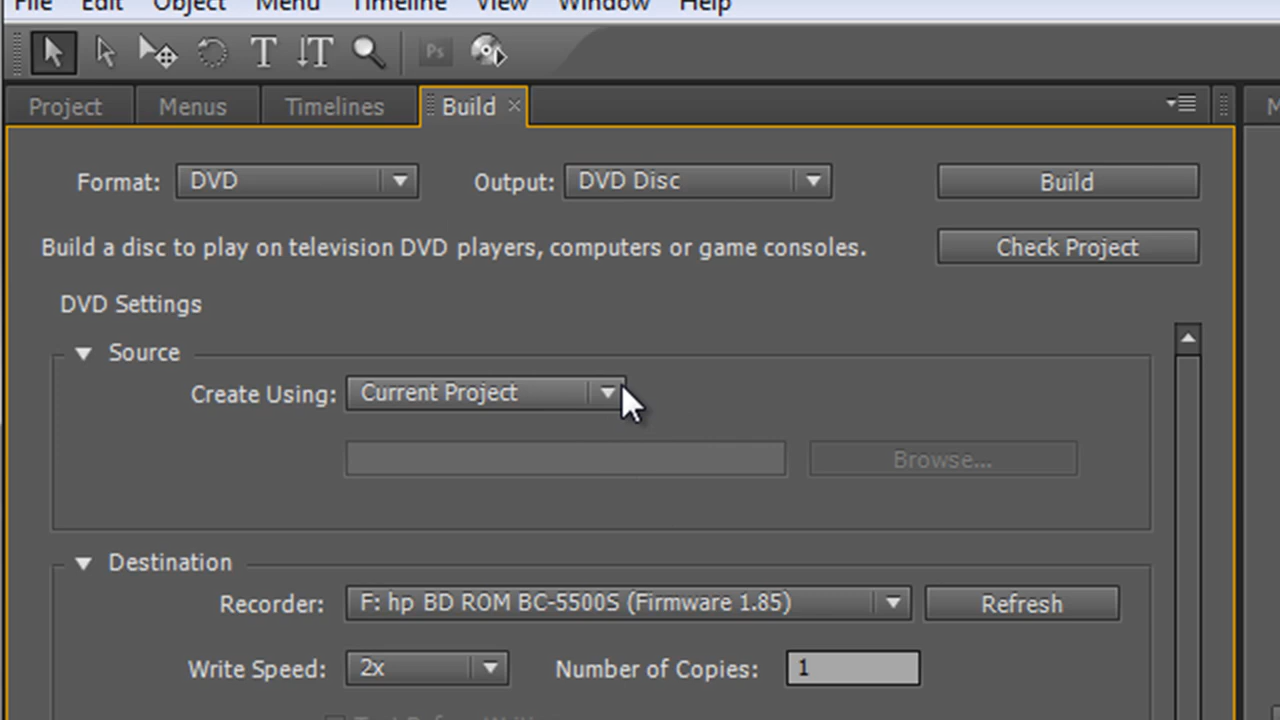 File Edit Object Menu Timeline View Window Help
T T Ps
Project Menus Timelines Build
Format: DVD Output: DVD Disc Build
Build a disc to play on television DVD players, computers or game consoles. Check Project
DVD Settings
Source
Create Using: Current Project
Browse...
Destination
Recorder: F: hp BD ROM BC-5500S (Firmware 1.85) Refresh
Write Speed: 2x Number of Copies: 1